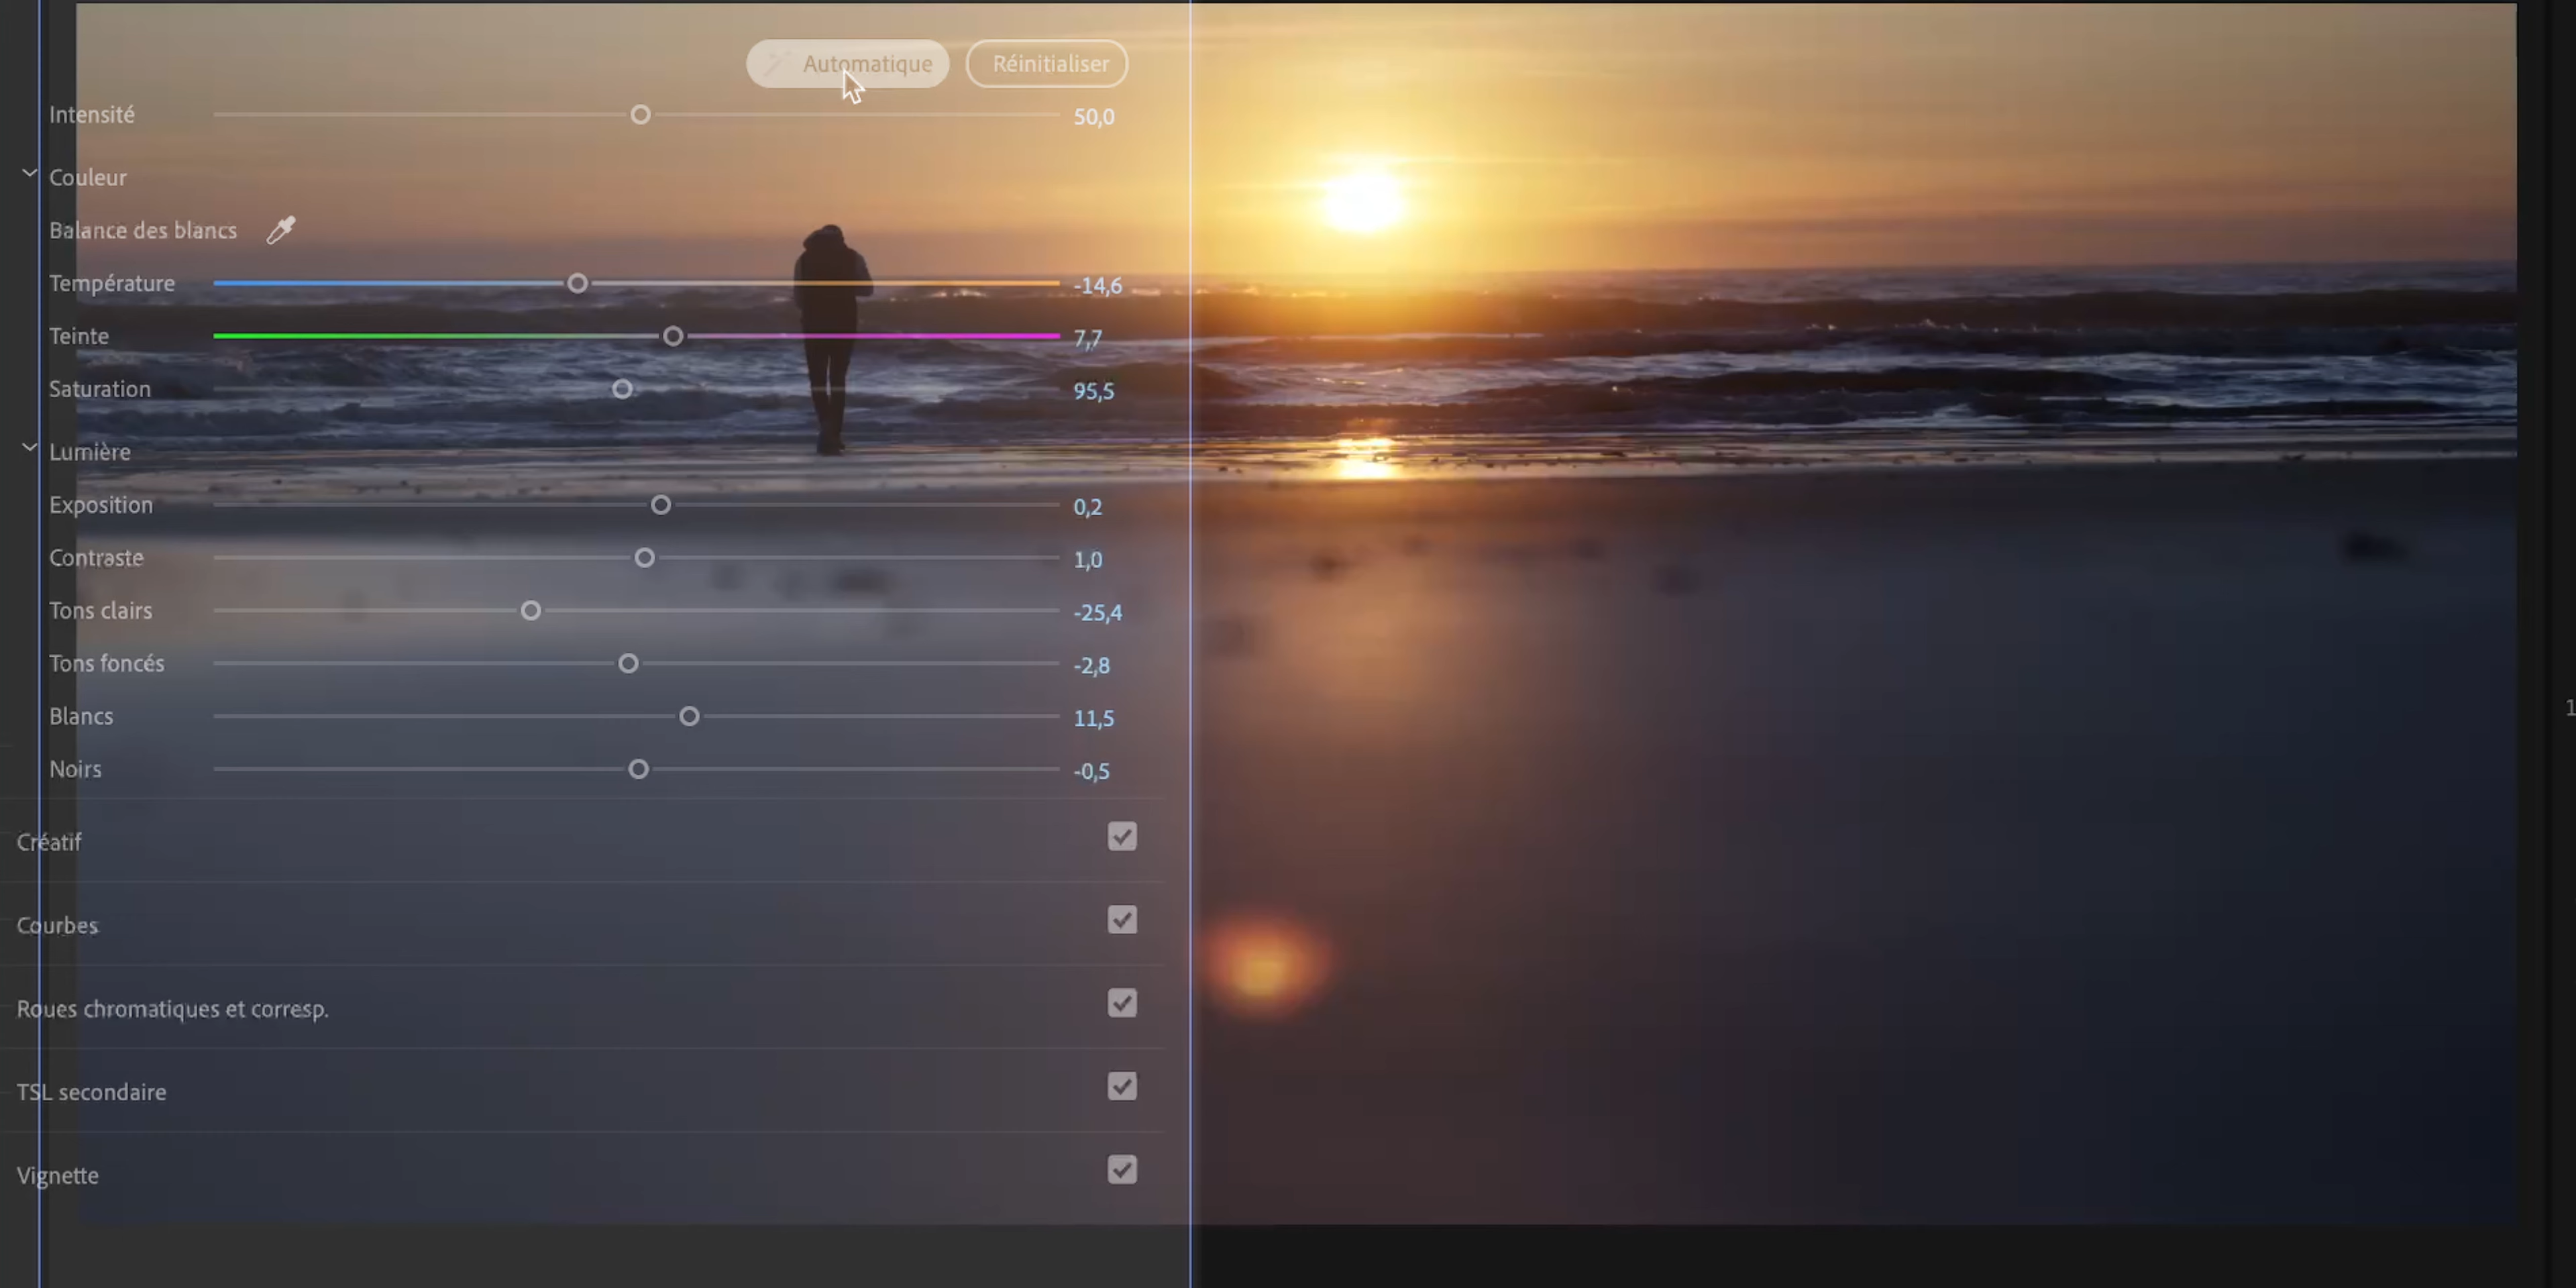 Automatique Réinitialiser
Intensité 50,0
Couleur
Balance des blancs
Température -14,6
Teinte 7,7
Saturation 95,5
Lumière
Exposition 0,2
Contraste 1,0
Tons clairs -25,4
Tons foncés -2,8
Blancs 11,5
Noirs -0,5
Créatif
Courbes
Roues chromatiques et corresp.
TSL secondaire
Vignette
1